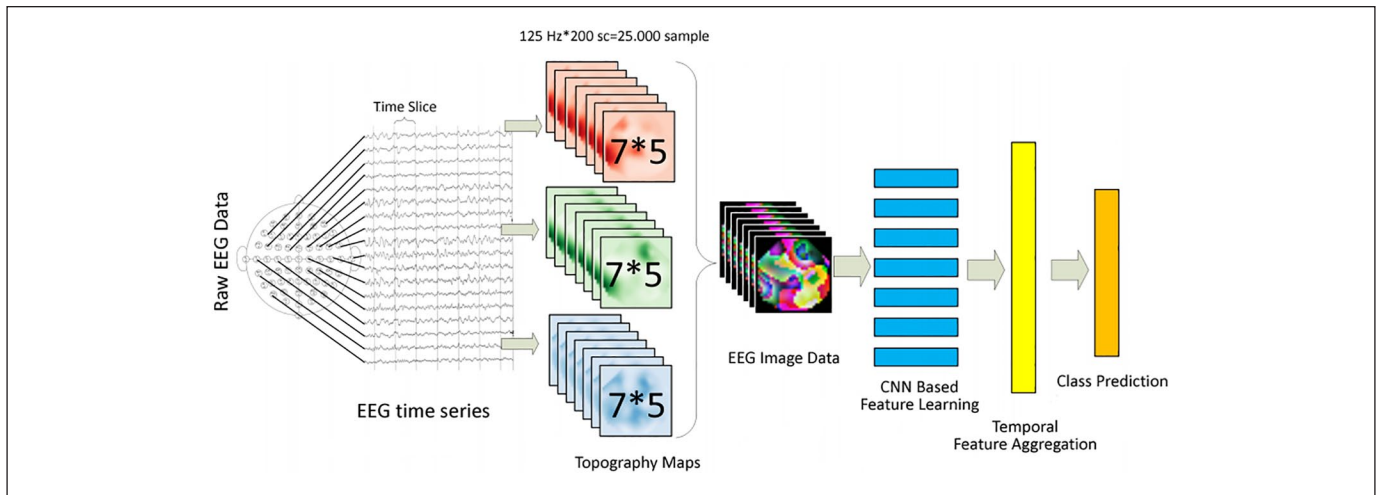 125 Hz*200 sc=25.000 sample
Time Slice
Raw EEG Data
EEG time series
7*5
7*5
7*5
Topography Maps
EEG Image Data
CNN Based
Feature Learning
Temporal
Feature Aggregation
Class Prediction